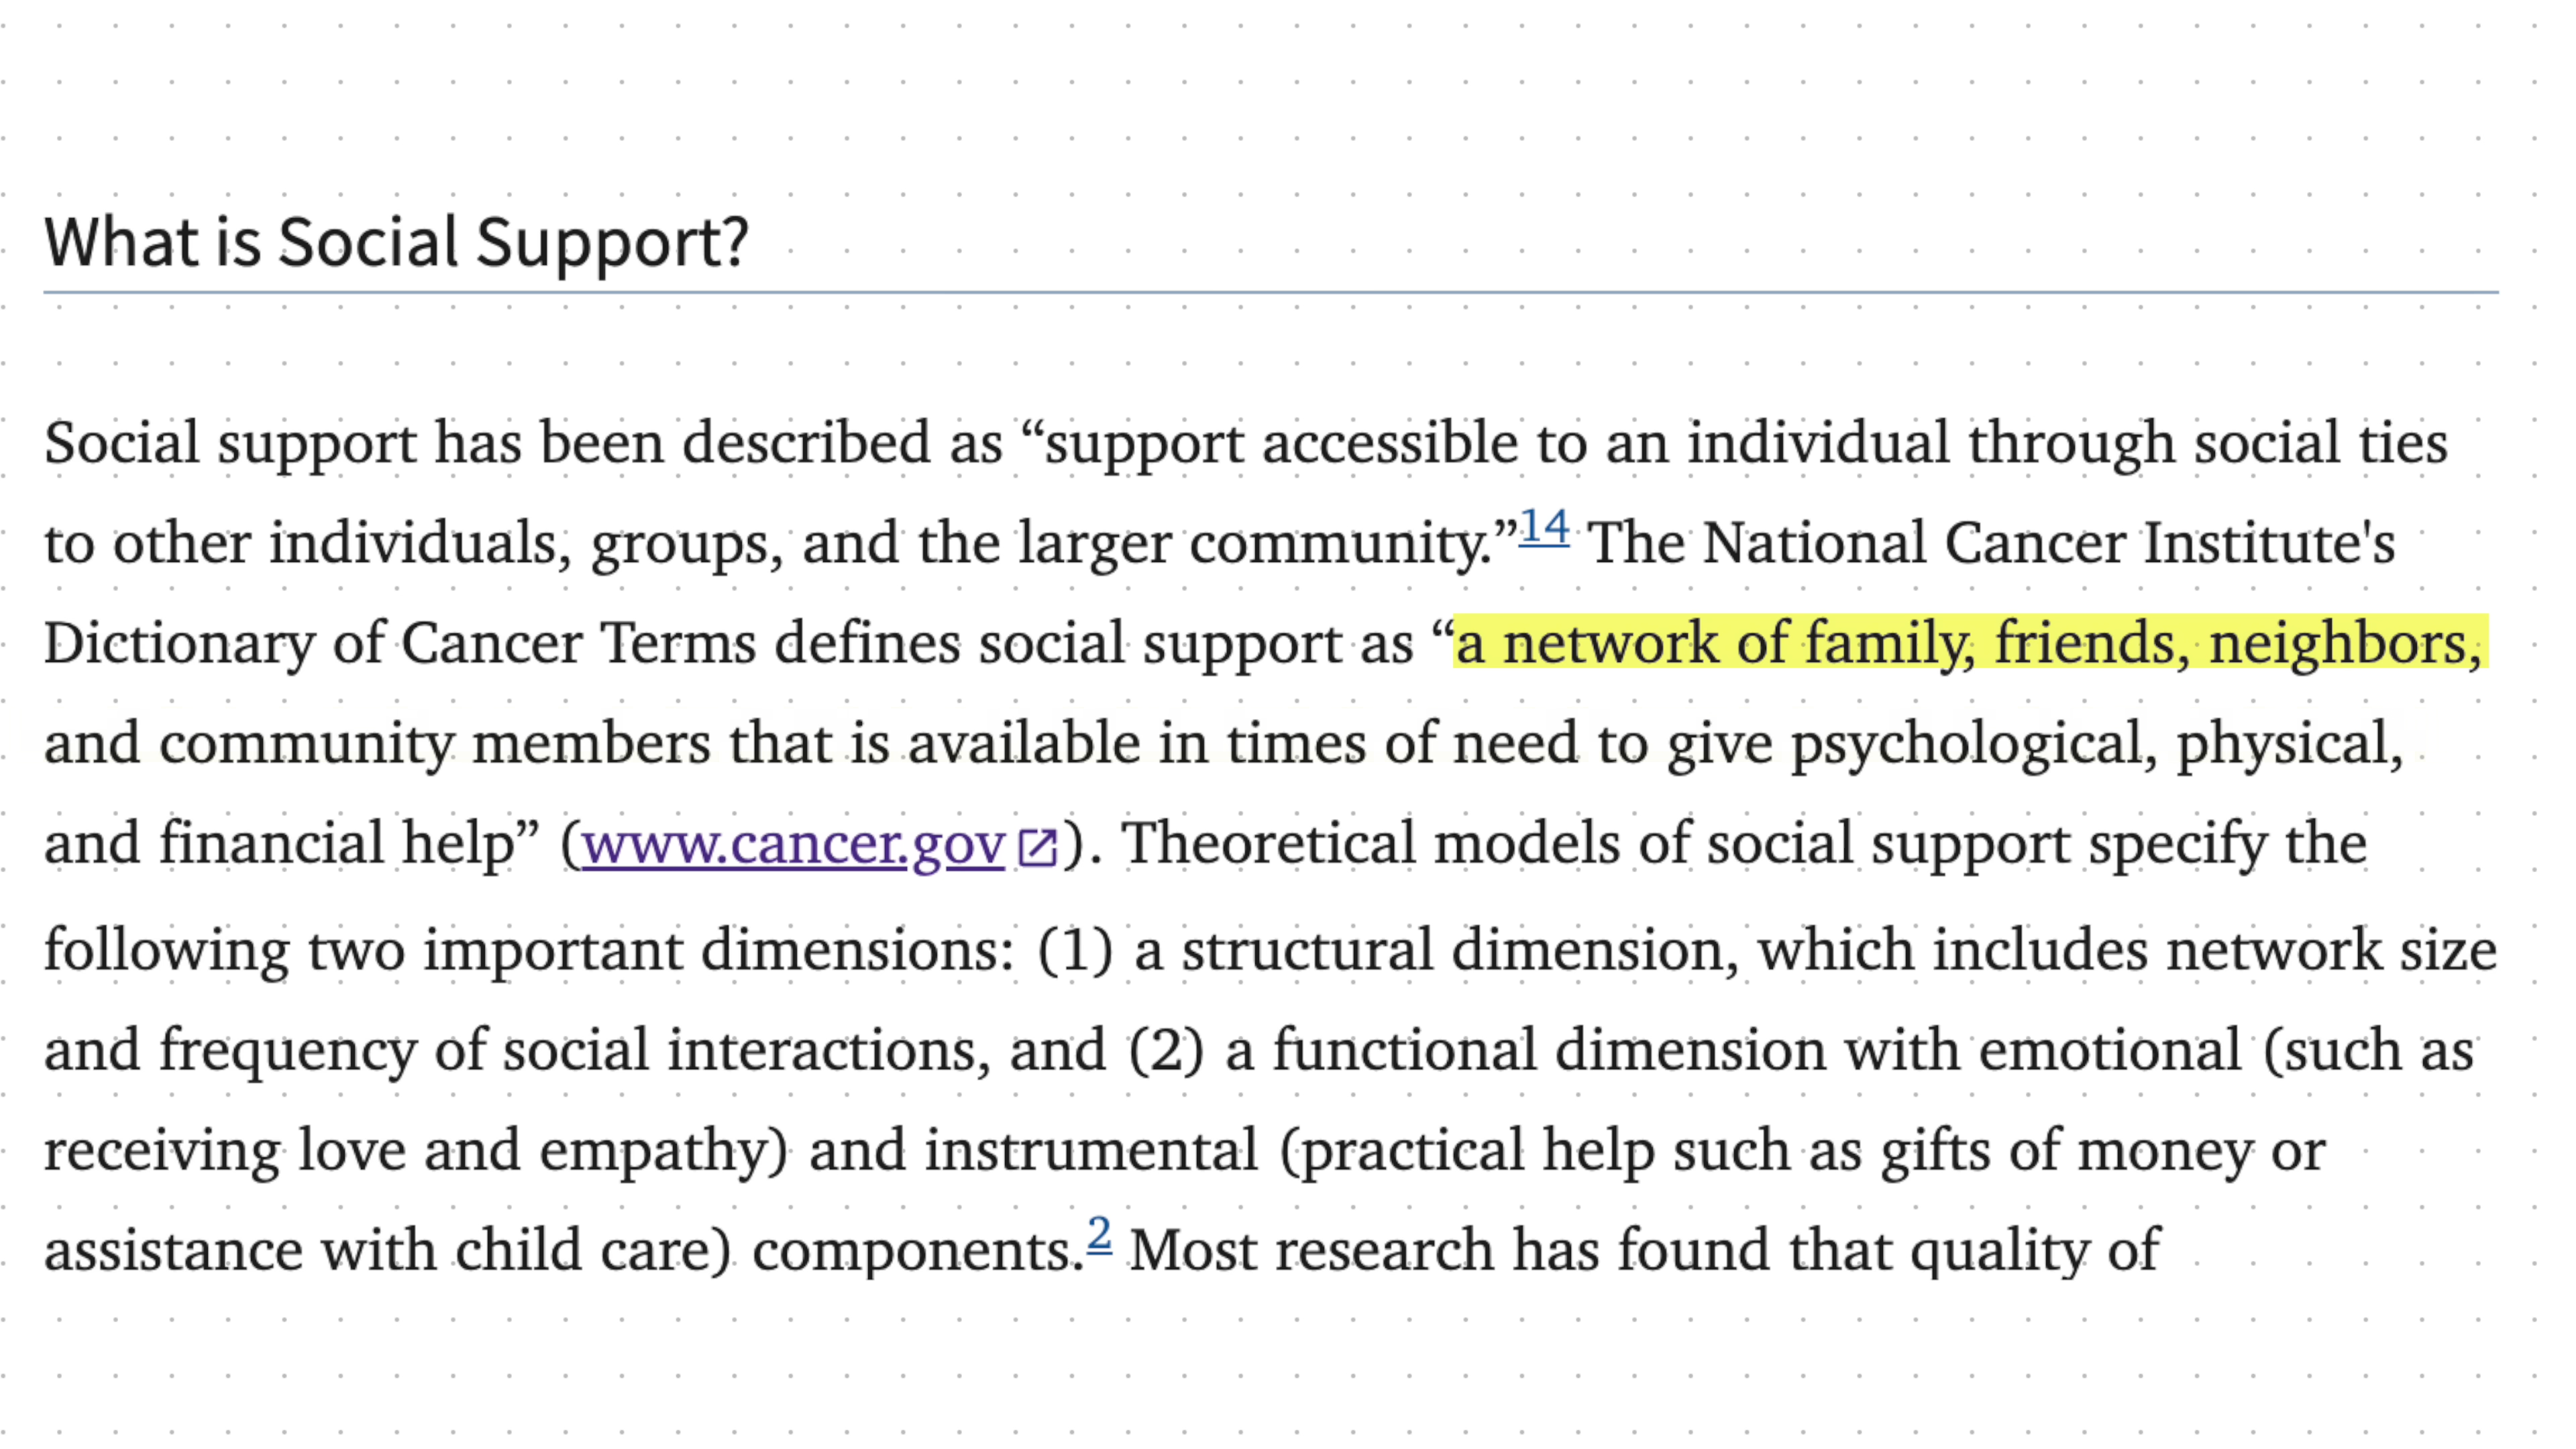 What is Social Support?
Social support has been described as “support accessible to an individual through social ties
to other individuals, groups, and the larger community.”14 The National Cancer Institute's
Dictionary of Cancer Terms defines social support as “a network of family, friends, neighbors,
and community members that is available in times of need to give psychological, physical,
and financial help” (www.cancer.gov). Theoretical models of social support specify the
following two important dimensions: (1) a structural dimension, which includes network size
and frequency of social interactions, and (2) a functional dimension with emotional (such as
receiving love and empathy) and instrumental (practical help such as gifts of money or
assistance with child care) components.2 Most research has found that quality of